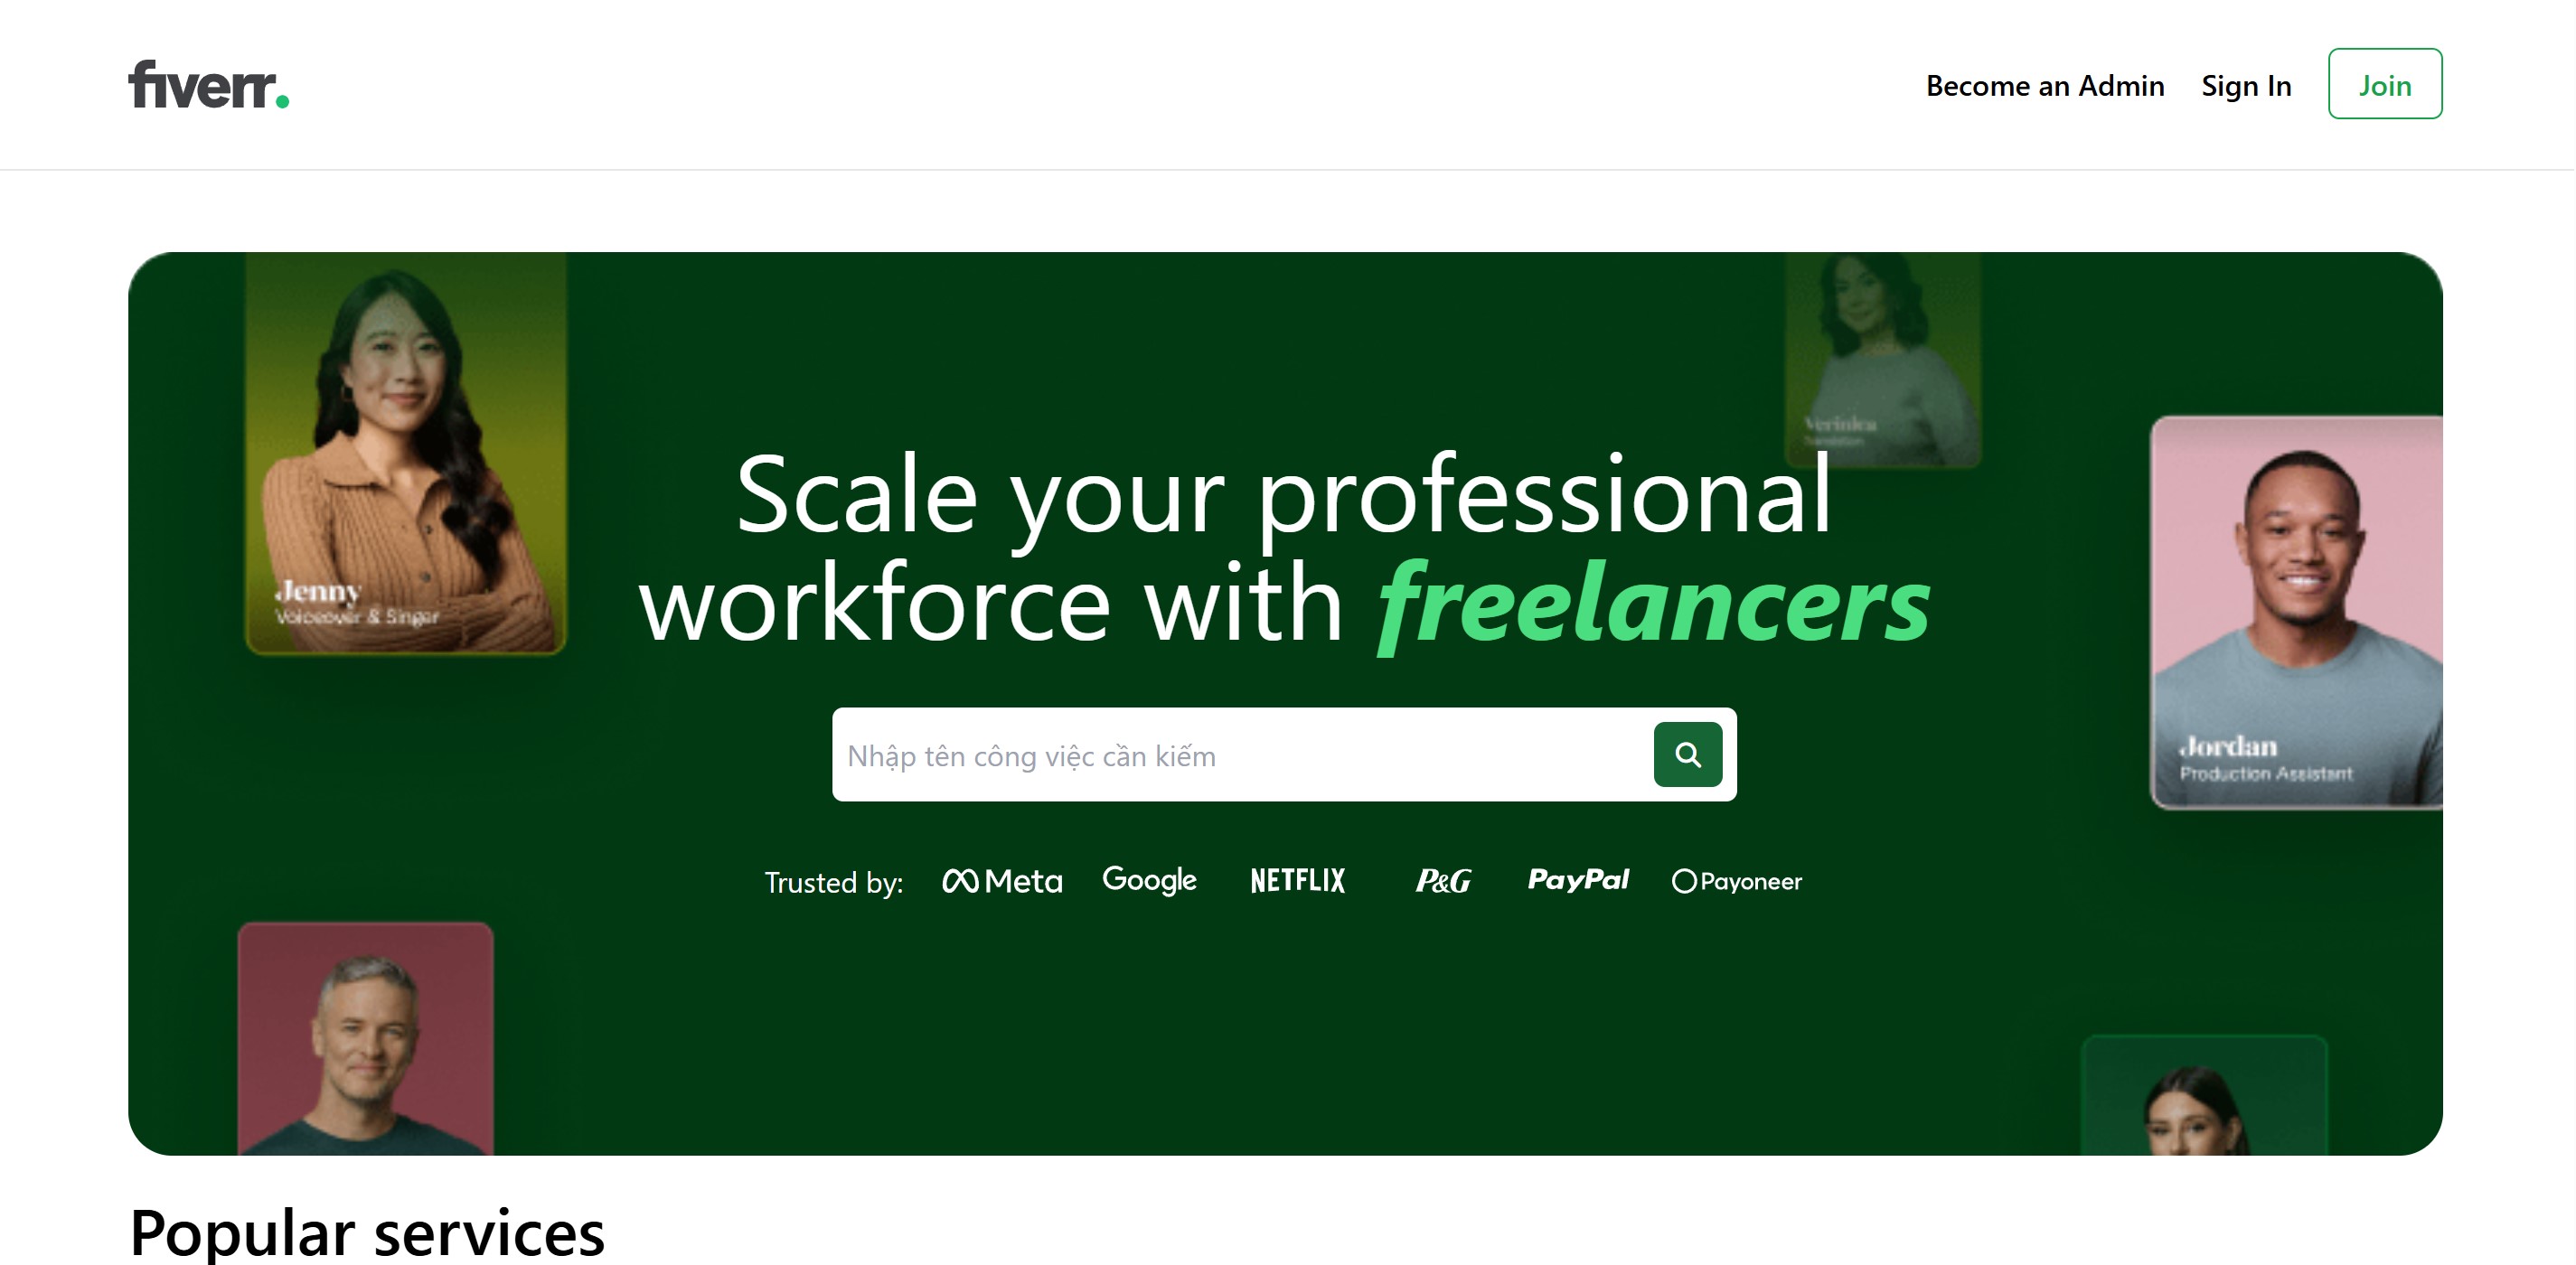 fiverr.
Become an Admin
Sign In
Join
Scale your professional
workforce with freelancers
Nhập tên công việc cần kiếm
Trusted by:
Meta
Google
NETFLIX
P&G
PayPal
Payoneer
Jenny
Voiceover & Singer
Verinica
Translation
Jordan
Production Assistant
Popular services